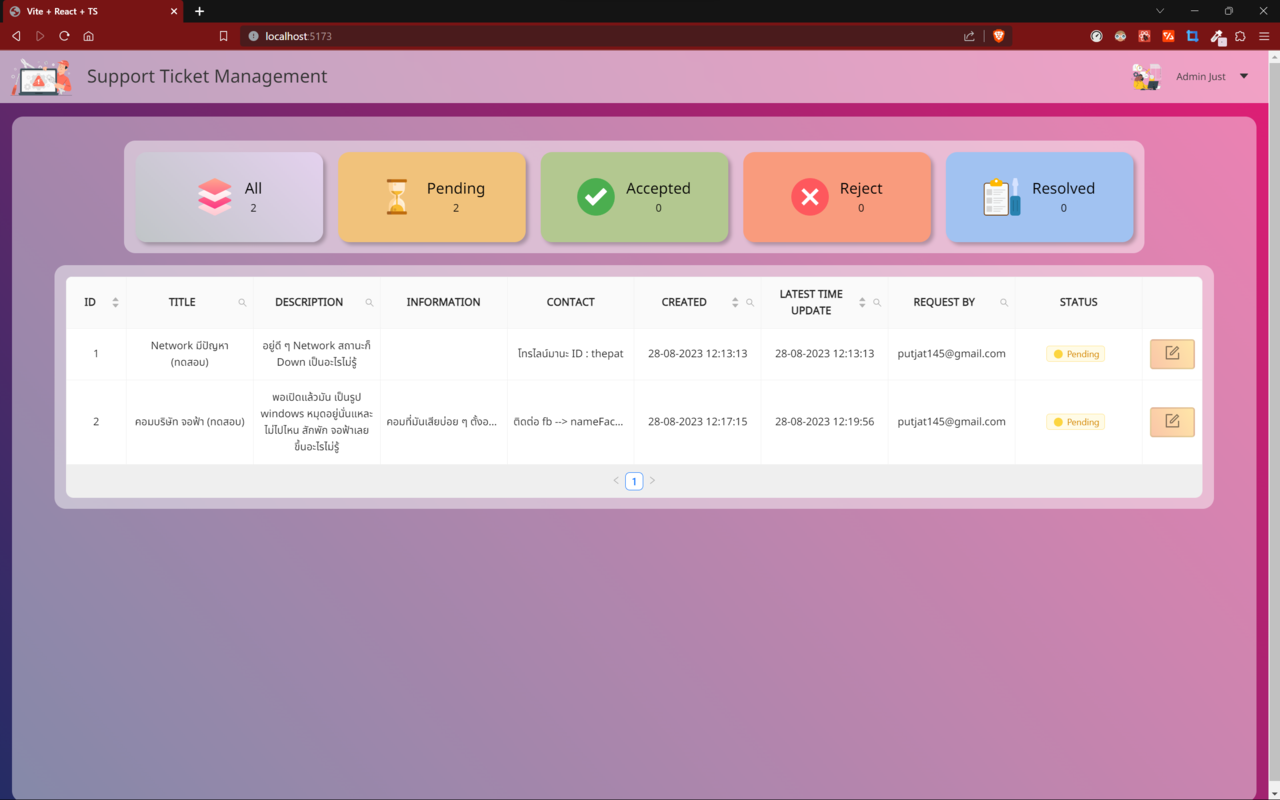 Vite + React + TS
localhost:5173
Support Ticket Management
Admin Just
All
2
Pending
2
Accepted
0
Reject
0
Resolved
0
ID
TITLE
DESCRIPTION
INFORMATION
CONTACT
CREATED
LATEST TIME
UPDATE
REQUEST BY
STATUS
1
Network มีปัญหา
(ทดสอบ)
อยู่ดี ๆ Network สถานะก็
Down เป็นอะไรไม่รู้
โทรไลน์มานะ ID : thepat
28-08-2023 12:13:13
28-08-2023 12:13:13
putjat145@gmail.com
Pending
2
คอมบริษัท จอฟ้า (ทดสอบ)
พอเปิดแล้วมัน เป็นรูป
windows หมุดอยู่นั่นแหละ
ไม่ไปไหน สักพัก จอฟ้าเลย
ขึ้นอะไรไม่รู้
คอมที่มันเสียบ่อย ๆ ตั้งอ...
ติดต่อ fb --> nameFac...
28-08-2023 12:17:15
28-08-2023 12:19:56
putjat145@gmail.com
Pending
1